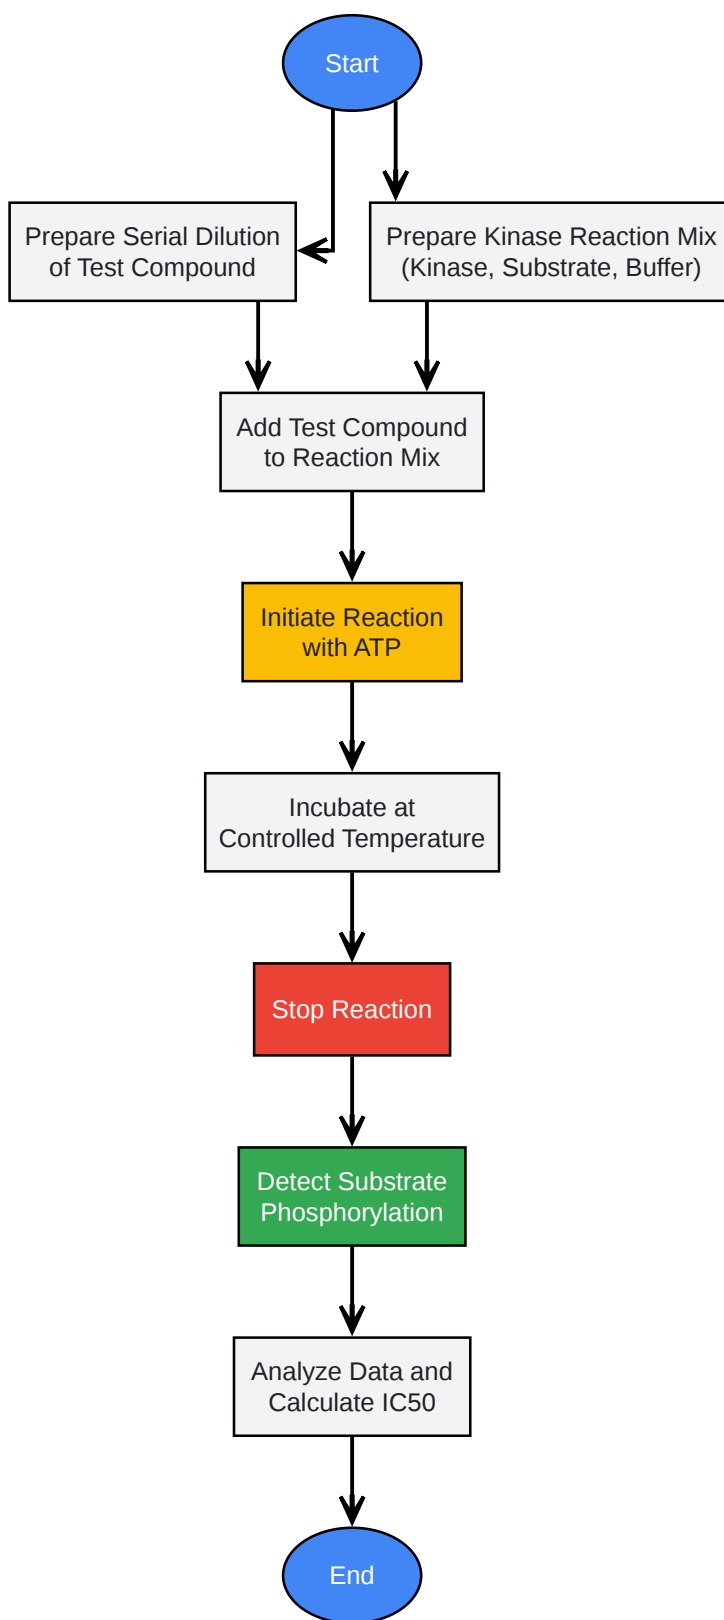 Start
Prepare Serial Dilution
of Test Compound
Prepare Kinase Reaction Mix
(Kinase, Substrate, Buffer)
Add Test Compound
to Reaction Mix
Initiate Reaction
with ATP
Incubate at
Controlled Temperature
Stop Reaction
Detect Substrate
Phosphorylation
Analyze Data and
Calculate IC50
End